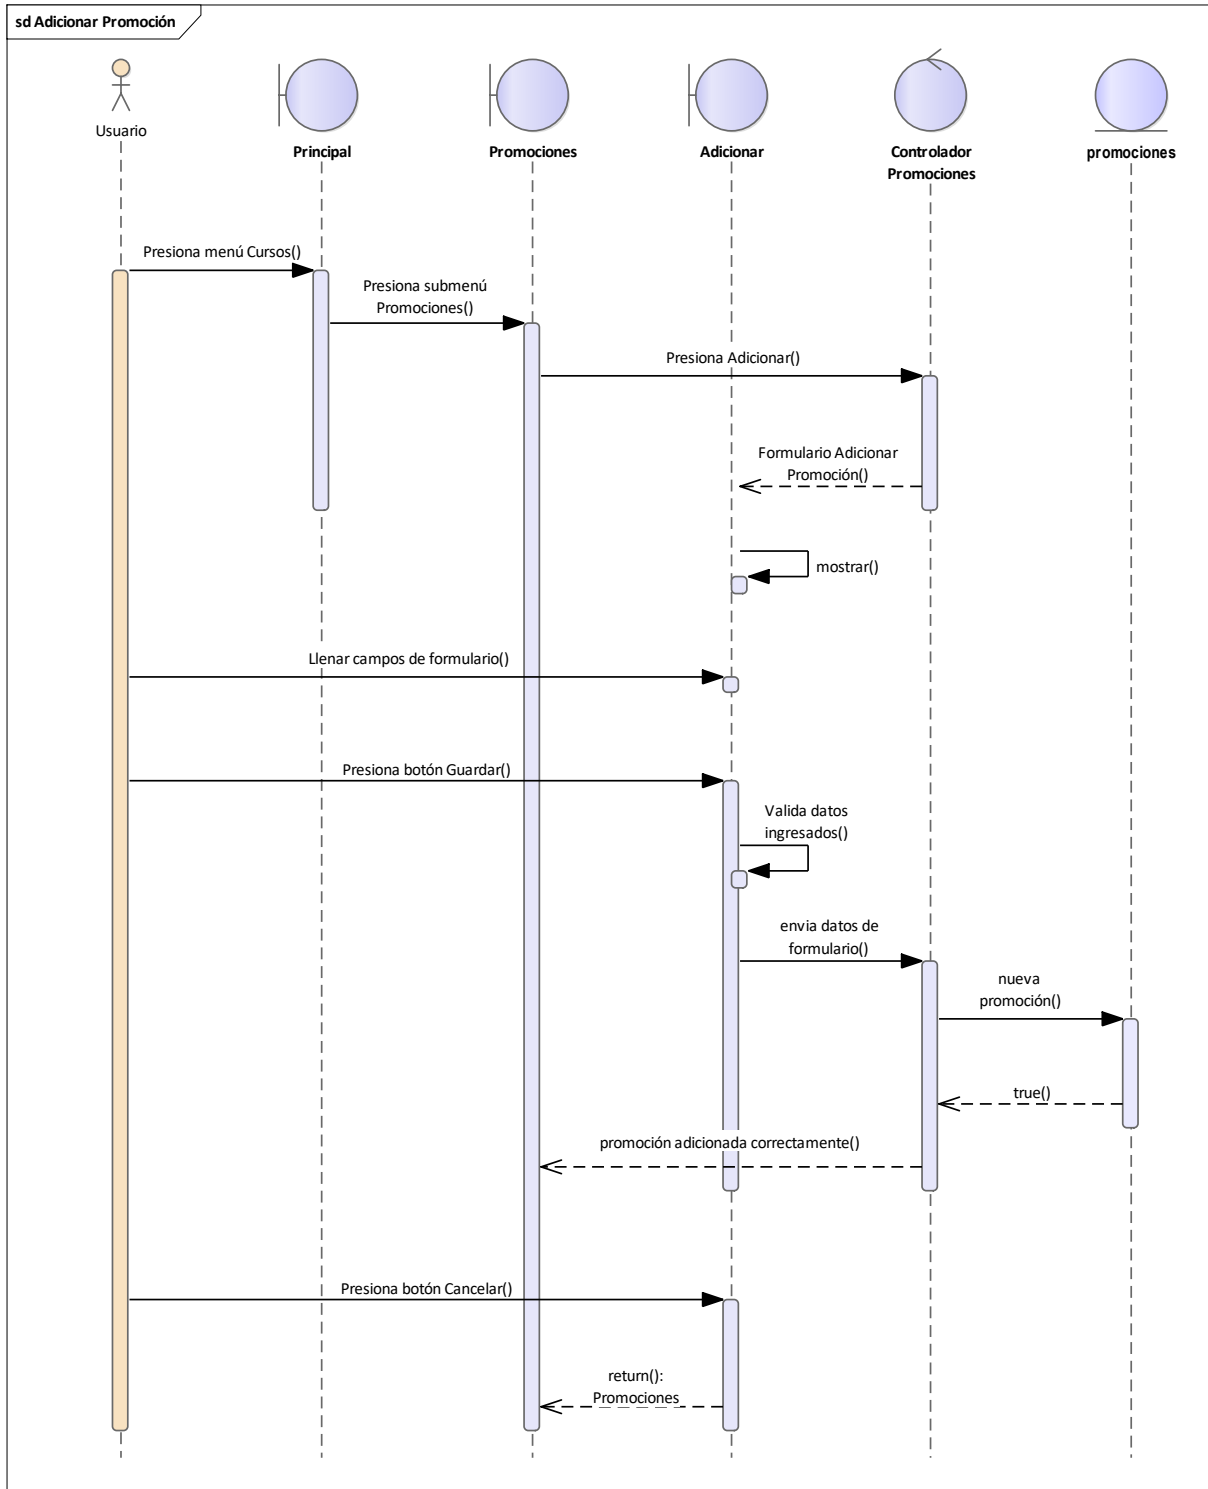 sd Adicionar Promoción
Usuario
Principal
Promociones
Adicionar
Controlador
Promociones
promociones
Presiona menú Cursos()
Presiona submenú
Promociones()
Presiona Adicionar()
Formulario Adicionar
Promoción()
mostrar()
Llenar campos de formulario()
Presiona botón Guardar()
Valida datos
ingresados()
envia datos de
formulario()
nueva
promoción()
true()
promoción adicionada correctamente()
Presiona botón Cancelar()
return():
Promociones